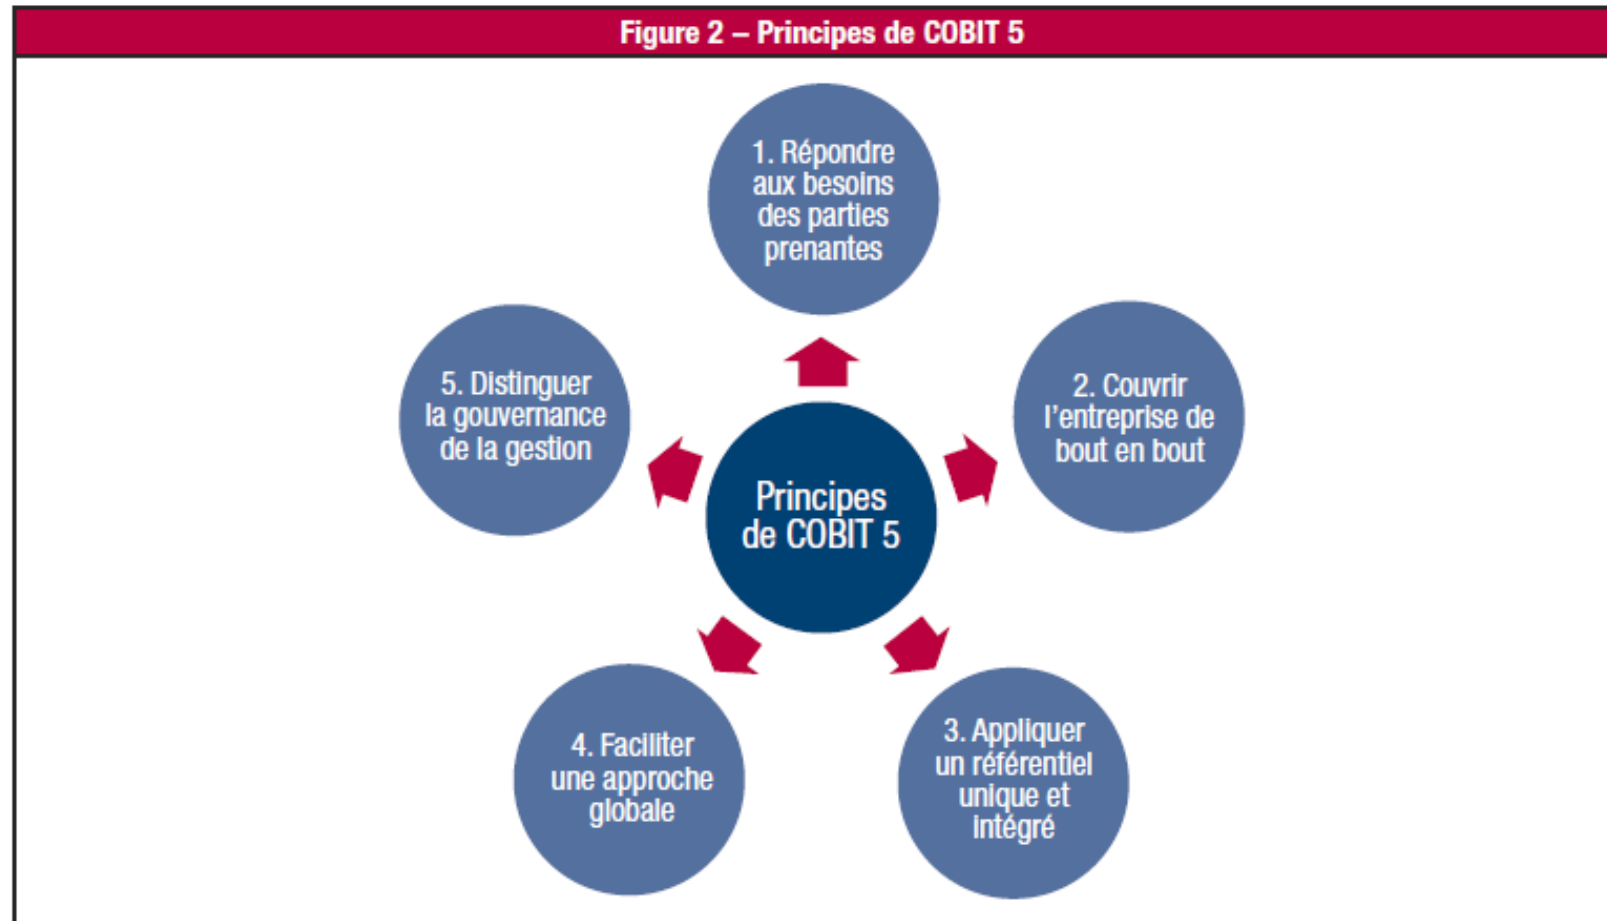 Figure 2 – Principes de COBIT 5
1. Répondre
aux besoins
des parties
prenantes
2. Couvrir
l’entreprise de
bout en bout
3. Appliquer
un référentiel
unique et
intégré
4. Faciliter
une approche
globale
5. Distinguer
la gouvernance
de la gestion
Principes
de COBIT 5